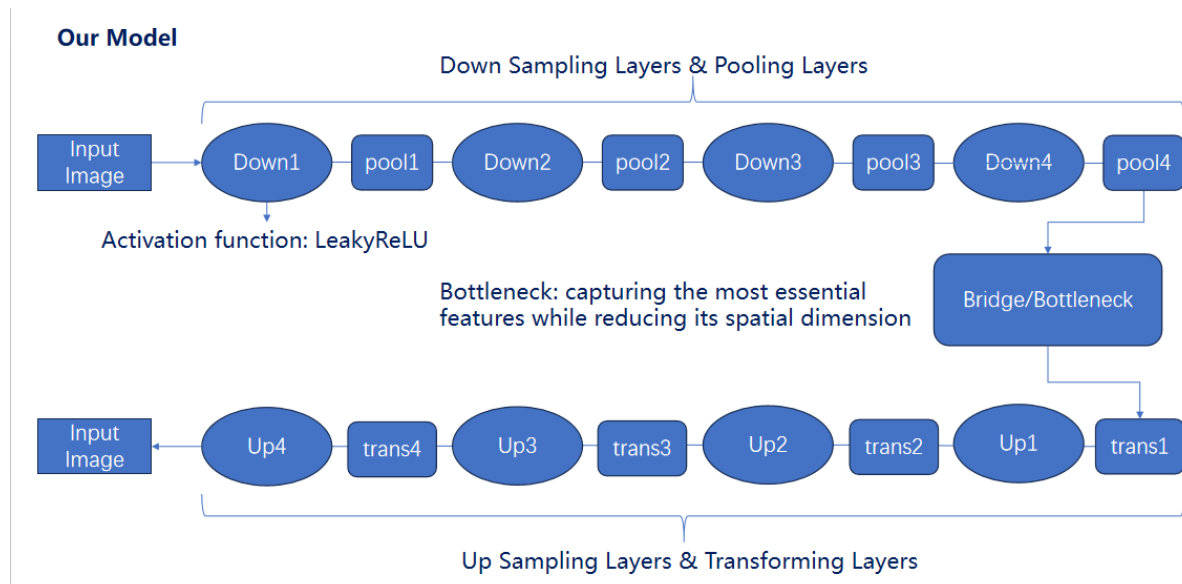 Our Model
Down Sampling Layers & Pooling Layers
Input
Image
Down1
pool1
Down2
pool2
Down3
pool3
Down4
pool4
Activation function: LeakyReLU
Bottleneck: capturing the most essential
features while reducing its spatial dimension
Bridge/Bottleneck
Input
Image
Up4
trans4
Up3
trans3
Up2
trans2
Up1
trans1
Up Sampling Layers & Transforming Layers